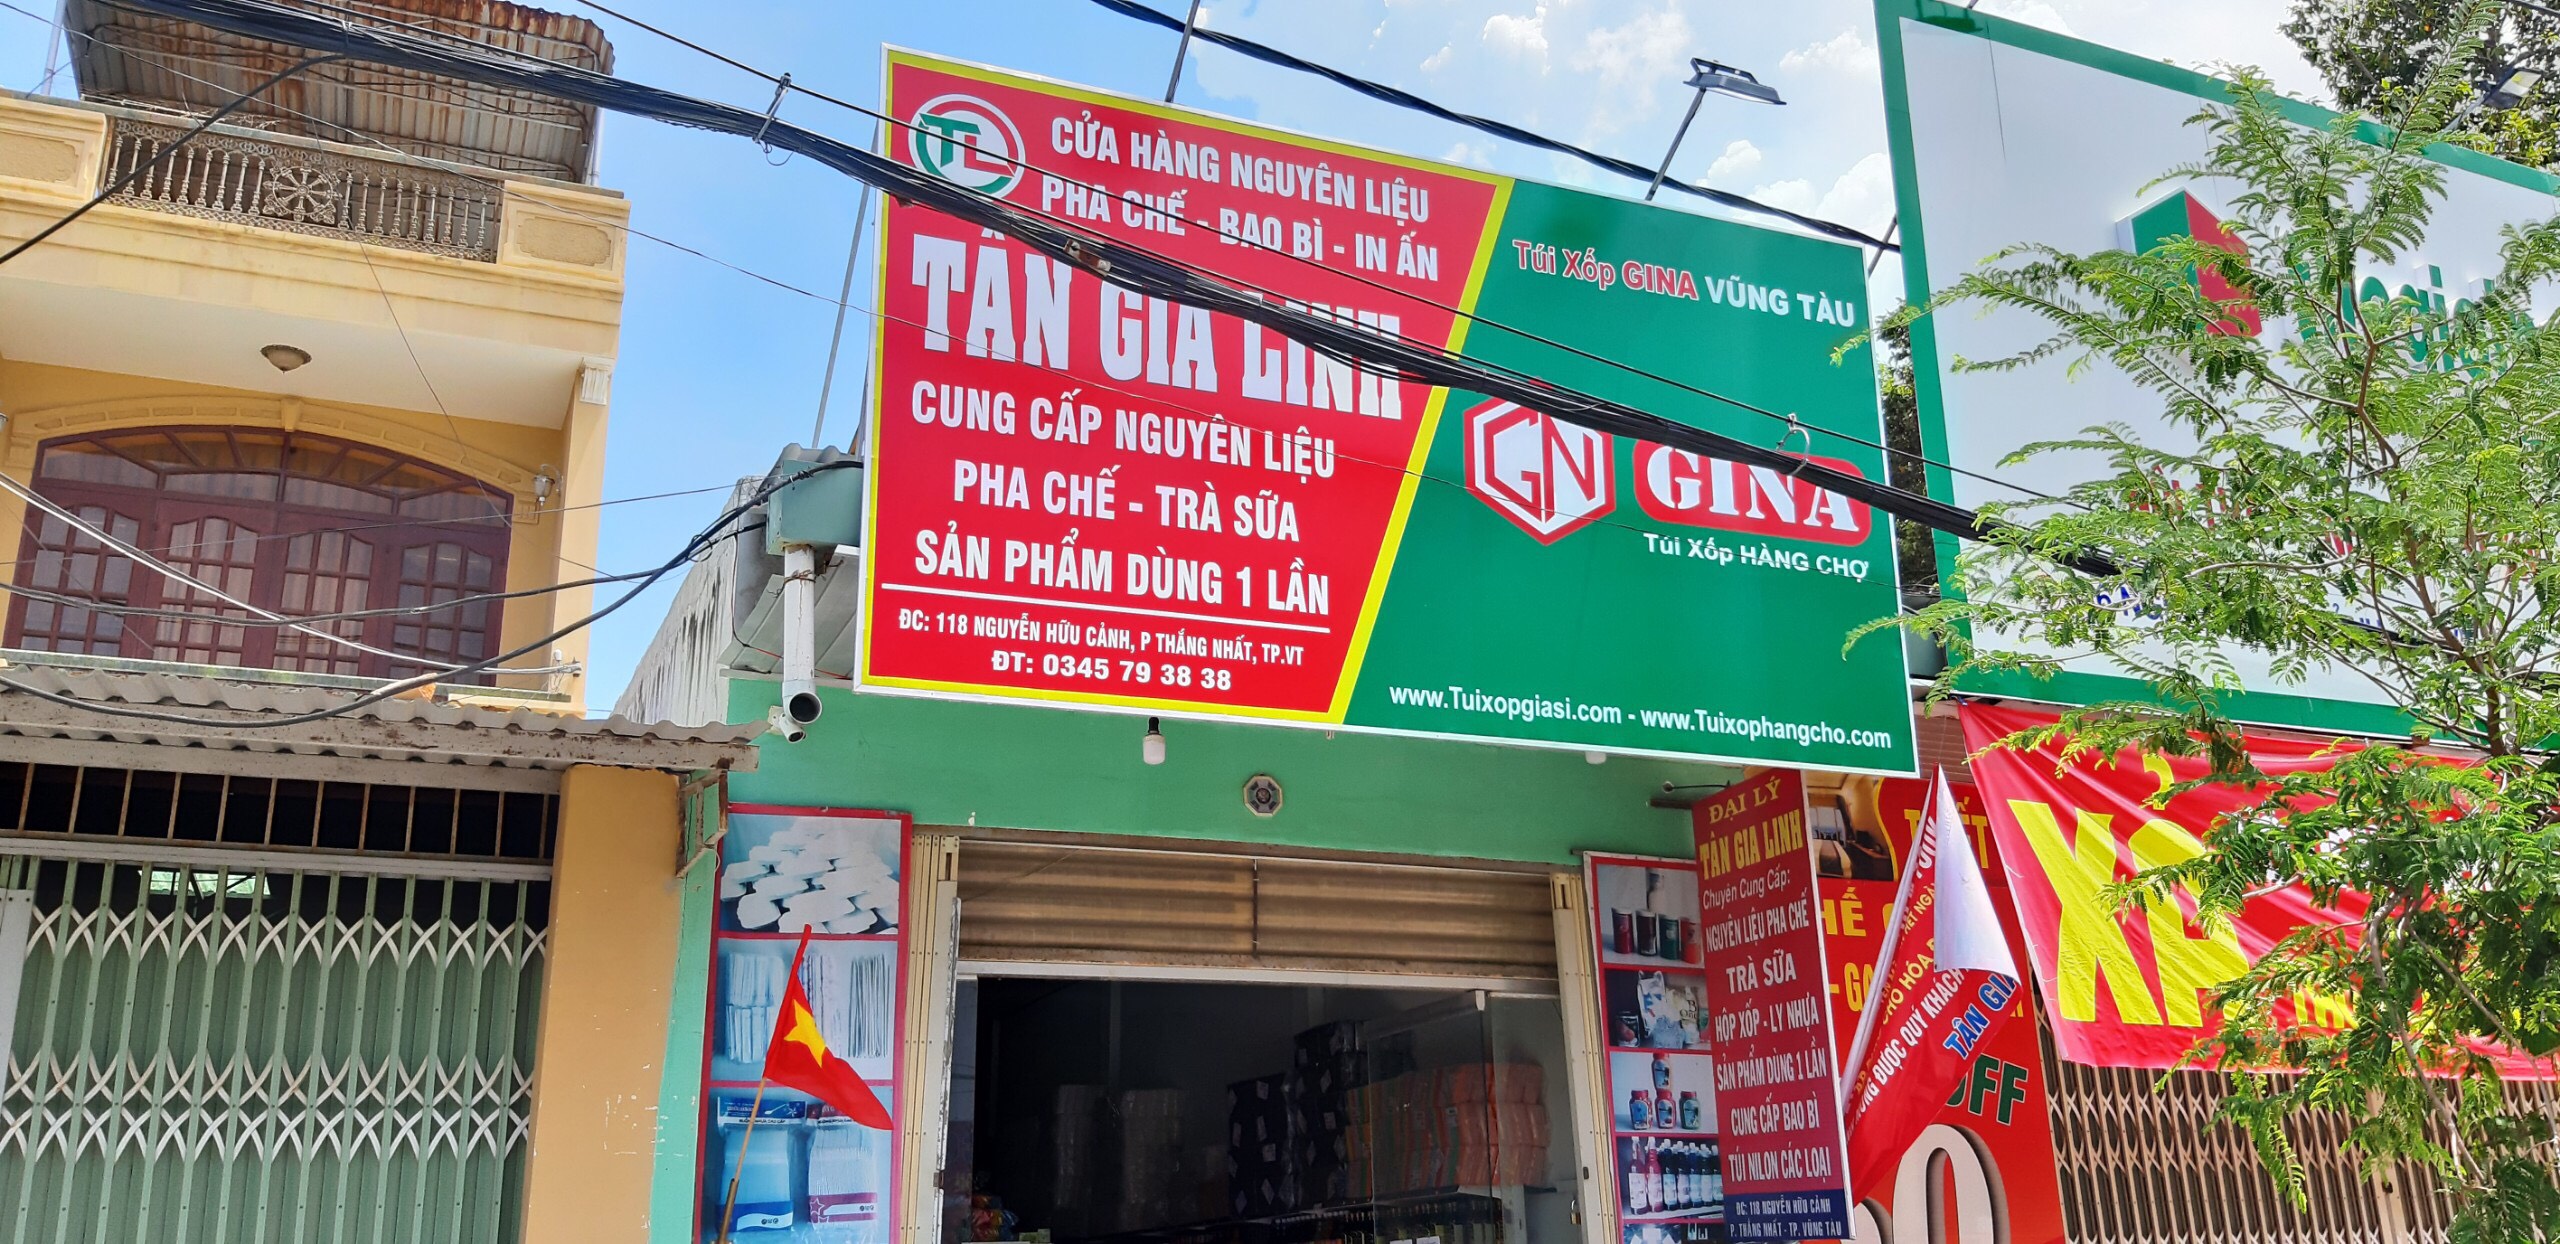 TL
CỬA HÀNG NGUYÊN LIỆU
PHA CHẾ - BAO BÌ - IN ẤN
TÂN GIA LINH
CUNG CẤP NGUYÊN LIỆU
PHA CHẾ - TRÀ SỮA
SẢN PHẨM DÙNG 1 LẦN
ĐC: 118 NGUYỄN HỮU CẢNH, P THẮNG NHẤT, TP.VT
ĐT: 0345 79 38 38
Túi Xốp GINA VŨNG TÀU
GN
GINA
Túi Xốp HÀNG CHỢ
www.Tuixopgiasi.com - www.Tuixophangcho.com
ĐẠI LÝ
TÂN GIA LINH
Chuyên Cung Cấp:
NGUYÊN LIỆU PHA CHẾ
TRÀ SỮA
HỘP XỐP - LY NHỰA
SẢN PHẨM DÙNG 1 LẦN
CUNG CẤP BAO BÌ
TÚI NILON CÁC LOẠI
ĐC: 118 NGUYỄN HỮU CẢNH
P. THẮNG NHẤT - TP. VŨNG TÀU
ĐƯỢC QUÝ KHÁCH
TÂN GIA
OFF
XẢ